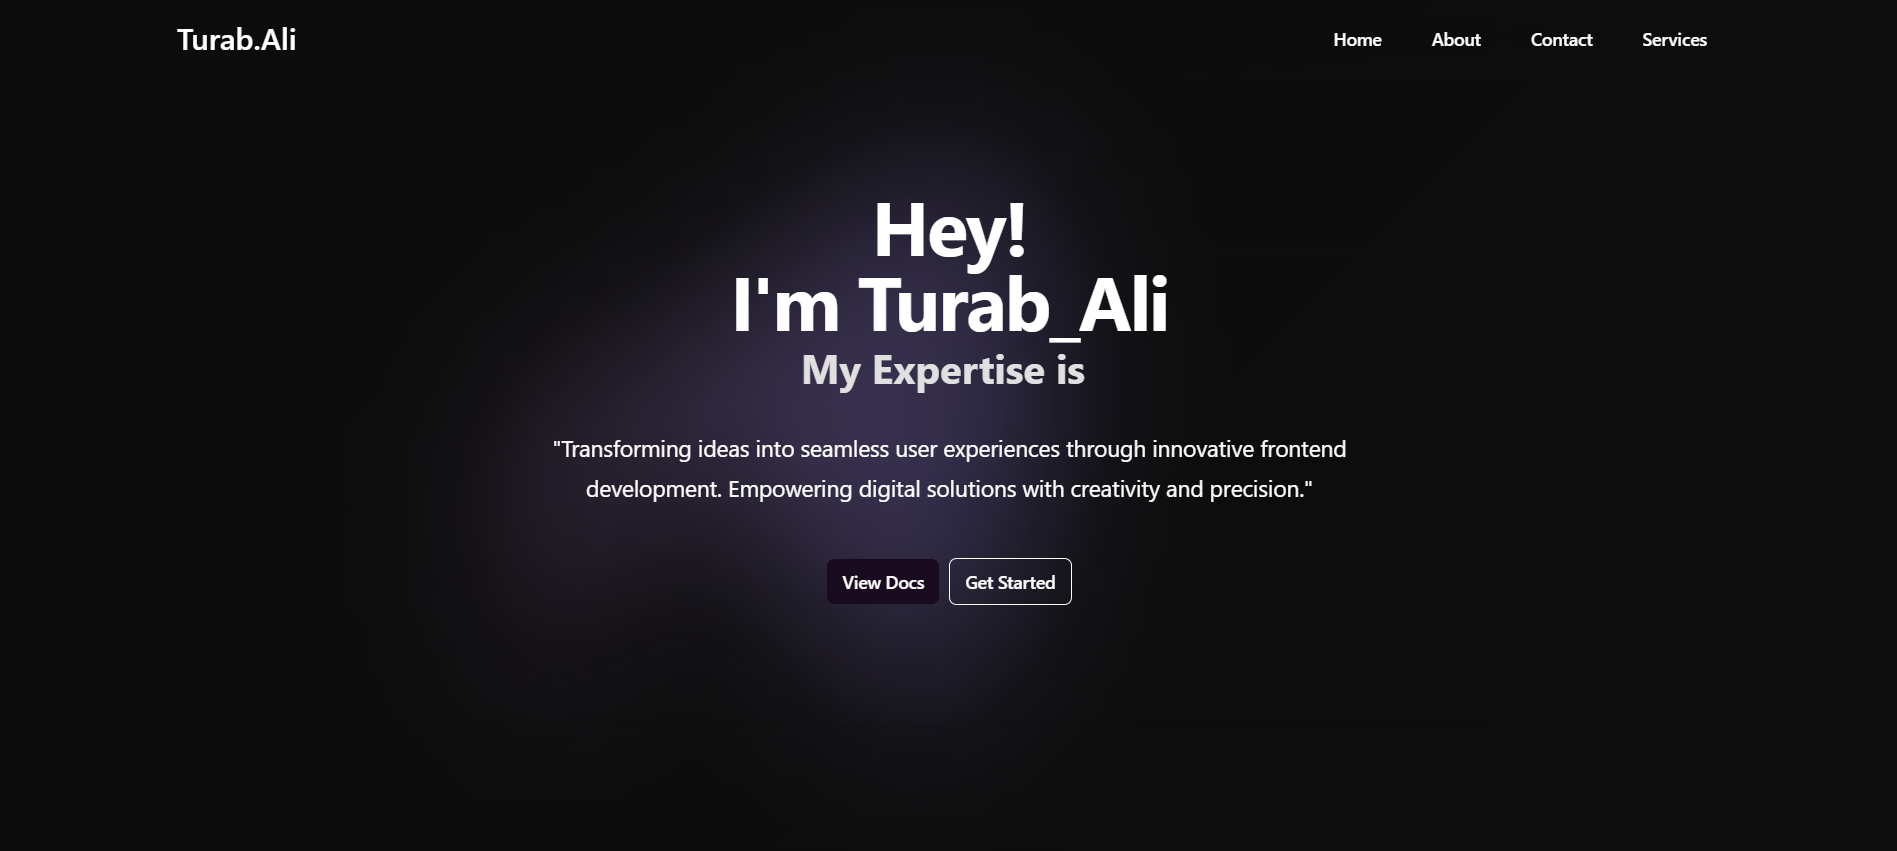 Turab.Ali
Home About Contact Services
Hey!
I'm Turab_Ali
My Expertise is
"Transforming ideas into seamless user experiences through innovative frontend
development. Empowering digital solutions with creativity and precision."
View Docs Get Started